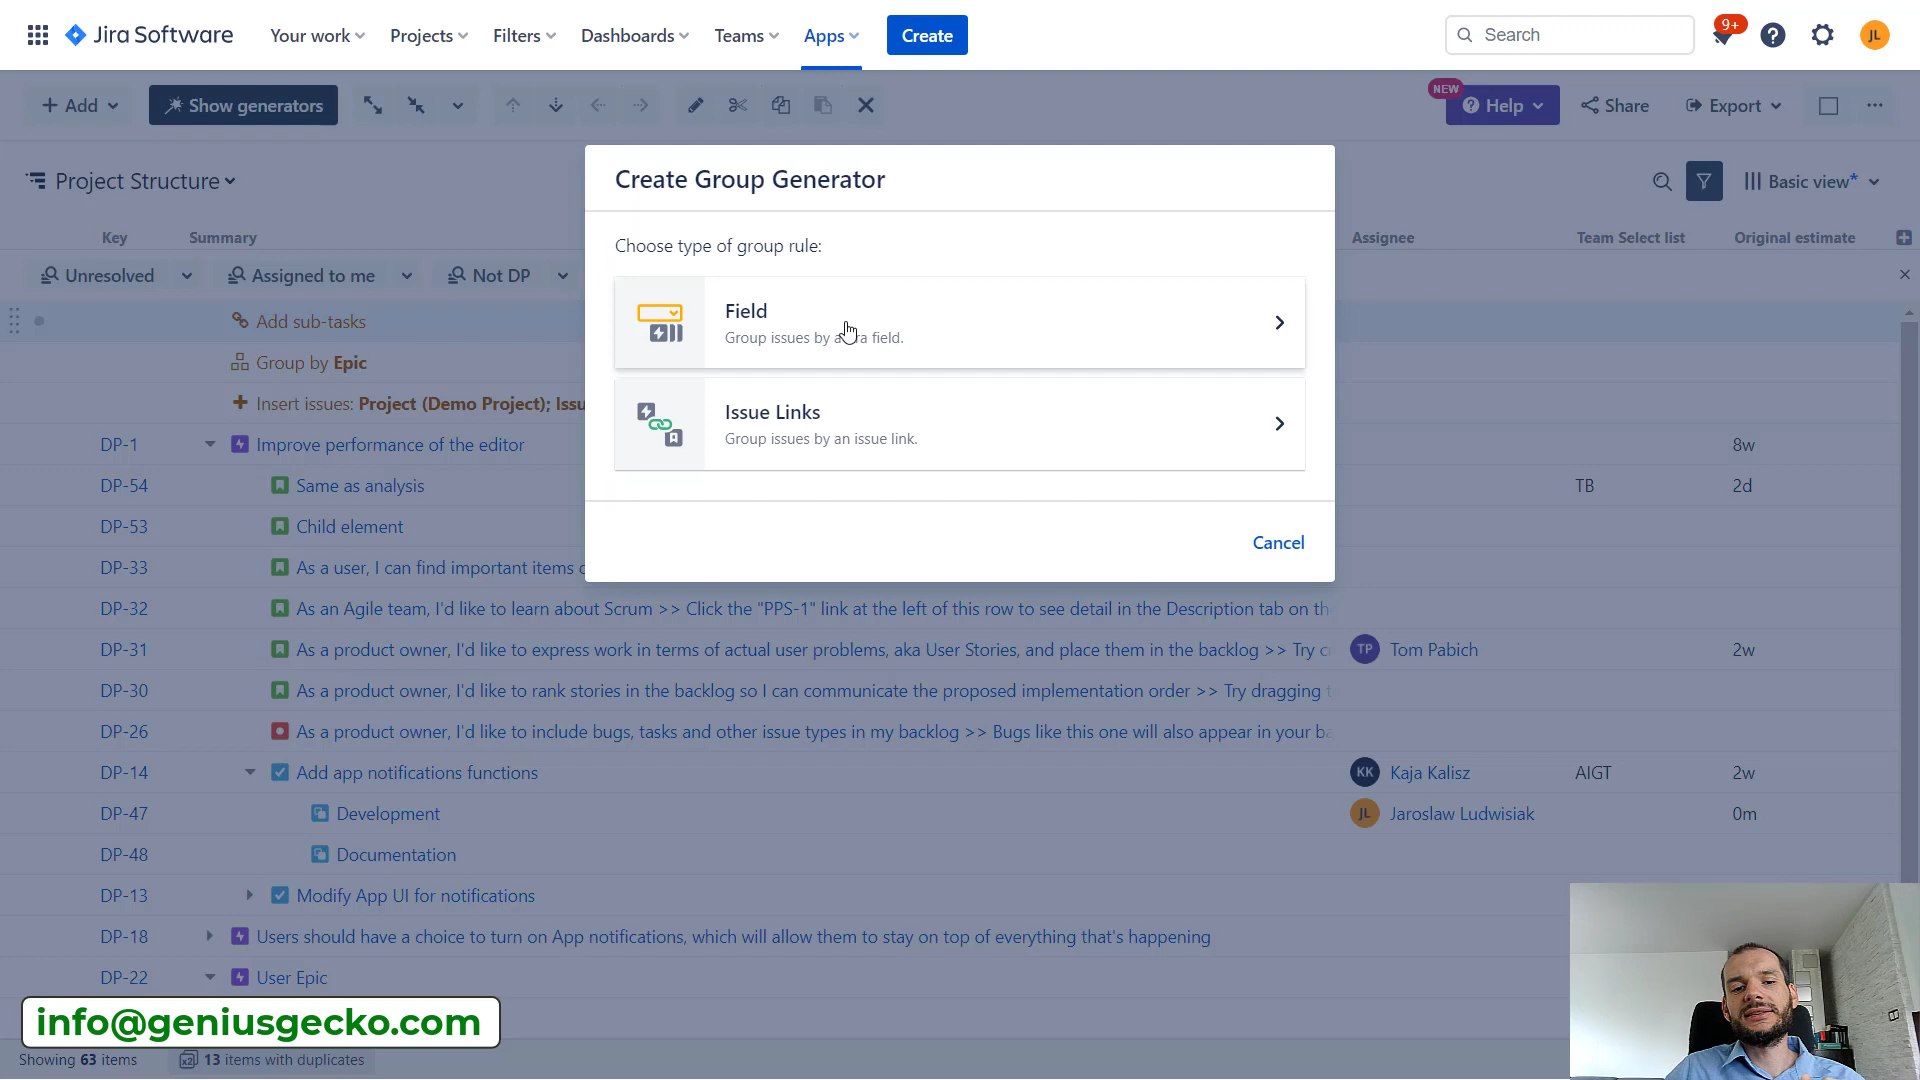 Jira Software
Your work
Projects
Filters
Dashboards
Teams
Apps
Create
Search
9+
JL
Add
Show generators
NEW
Help
Share
Export
Project Structure
Basic view*
Create Group Generator
Key
Summary
Assignee
Team Select list
Original estimate
Choose type of group rule:
Unresolved
Assigned to me
Not DP
Field
Group issues by a ra field.
Issue Links
Group issues by an issue link.
Cancel
Add sub-tasks
Group by Epic
Insert issues: Project (Demo Project); Issu
DP-1 Improve performance of the editor 8w
DP-54 Same as analysis TB 2d
DP-53 Child element
DP-33 As a user, I can find important items
DP-32 As an Agile team, I'd like to learn about Scrum >> Click the "PPS-1" link at the left of this row to see detail in the Description tab on th
DP-31 As a product owner, I'd like to express work in terms of actual user problems, aka User Stories, and place them in the backlog >> Try c TP Tom Pabich 2w
DP-30 As a product owner, I'd like to rank stories in the backlog so I can communicate the proposed implementation order >> Try dragging
DP-26 As a product owner, I'd like to include bugs, tasks and other issue types in my backlog >> Bugs like this one will also appear in your ba
DP-14 Add app notifications functions KK Kaja Kalisz AIGT 2w
DP-47 Development JL Jaroslaw Ludwisiak 0m
DP-48 Documentation
DP-13 Modify App UI for notifications
DP-18 Users should have a choice to turn on App notifications, which will allow them to stay on top of everything that's happening
DP-22 User Epic
info@geniusgecko.com
Showing 63 items
x2 13 items with duplicates